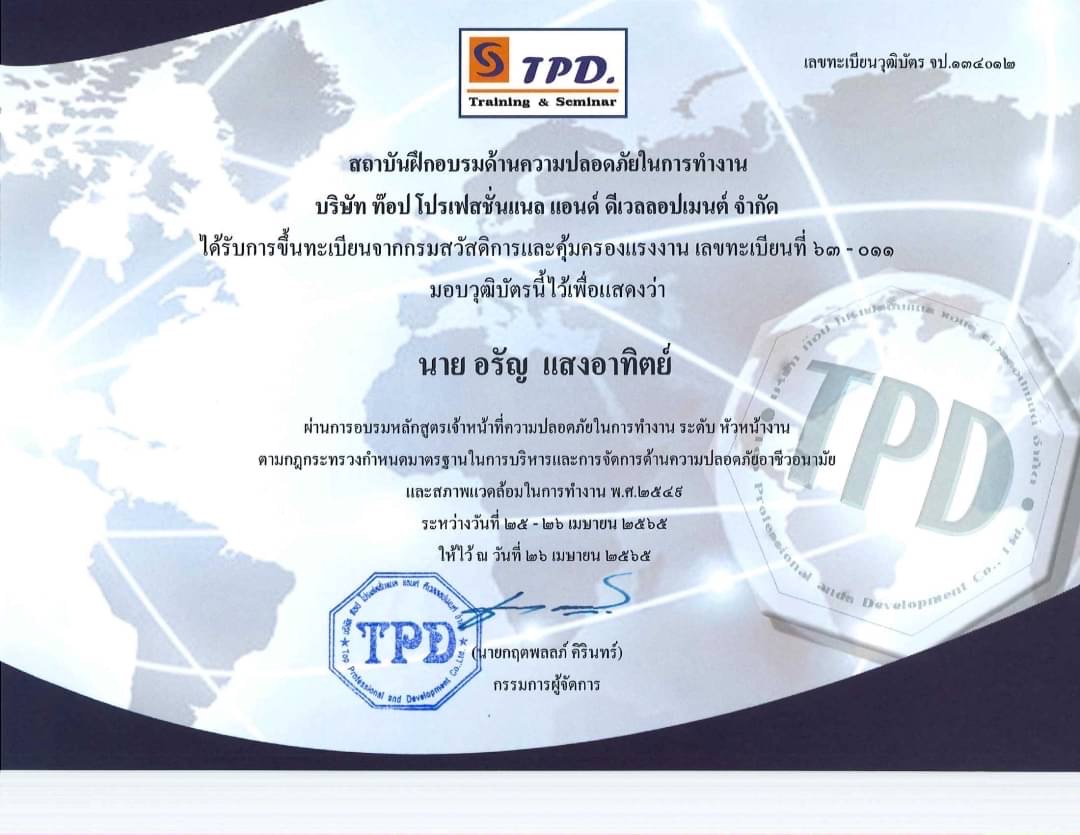 S TPD.
Training & Seminar
เลขทะเบียนวุฒิบัตร จป.๑๓๔๐๑๒
สถาบันฝึกอบรมด้านความปลอดภัยในการทำงาน
บริษัท ท๊อป โปรเฟสชั่นแนล แอนด์ ดีเวลลอปเมนต์ จำกัด
ได้รับการขึ้นทะเบียนจากกรมสวัสดิการและคุ้มครองแรงงาน เลขทะเบียนที่ ๖๓ - ๐๑๑
มอบวุฒิบัตรนี้ไว้เพื่อแสดงว่า
นาย อรัญ แสงอาทิตย์
ผ่านการอบรมหลักสูตรเจ้าหน้าที่ความปลอดภัยในการทำงาน ระดับ หัวหน้างาน
ตามกฎกระทรวงกำหนดมาตรฐานในการบริหารและการจัดการด้านความปลอดภัยอาชีวอนามัย
และสภาพแวดล้อมในการทำงาน พ.ศ.๒๕๔๙
ระหว่างวันที่ ๒๕ - ๒๖ เมษายน ๒๕๖๕
ให้ไว้ ณ วันที่ ๒๖ เมษายน ๒๕๖๕
TPD
Top Professional and Development Co., Ltd.
(นายกฤตพลลภ์ ศิรินทร์)
กรรมการผู้จัดการ
TPD
Professional and Development Co., Ltd.